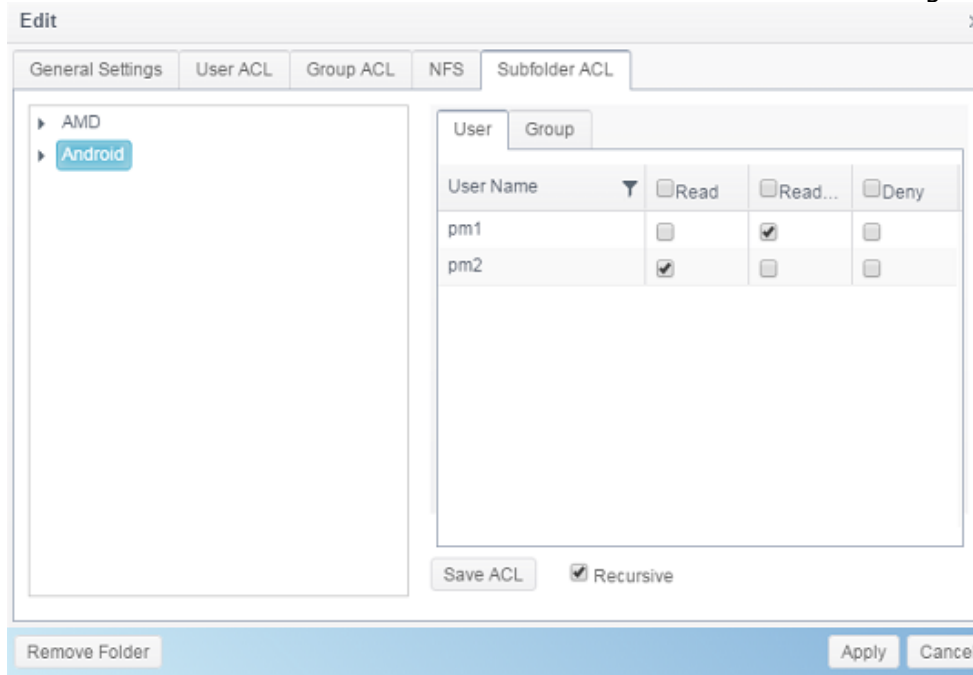 Edit
General Settings User ACL Group ACL NFS Subfolder ACL
AMD
Android
User Group
User Name Read Read... Deny
pm1
pm2
Save ACL Recursive
Remove Folder Apply Cance